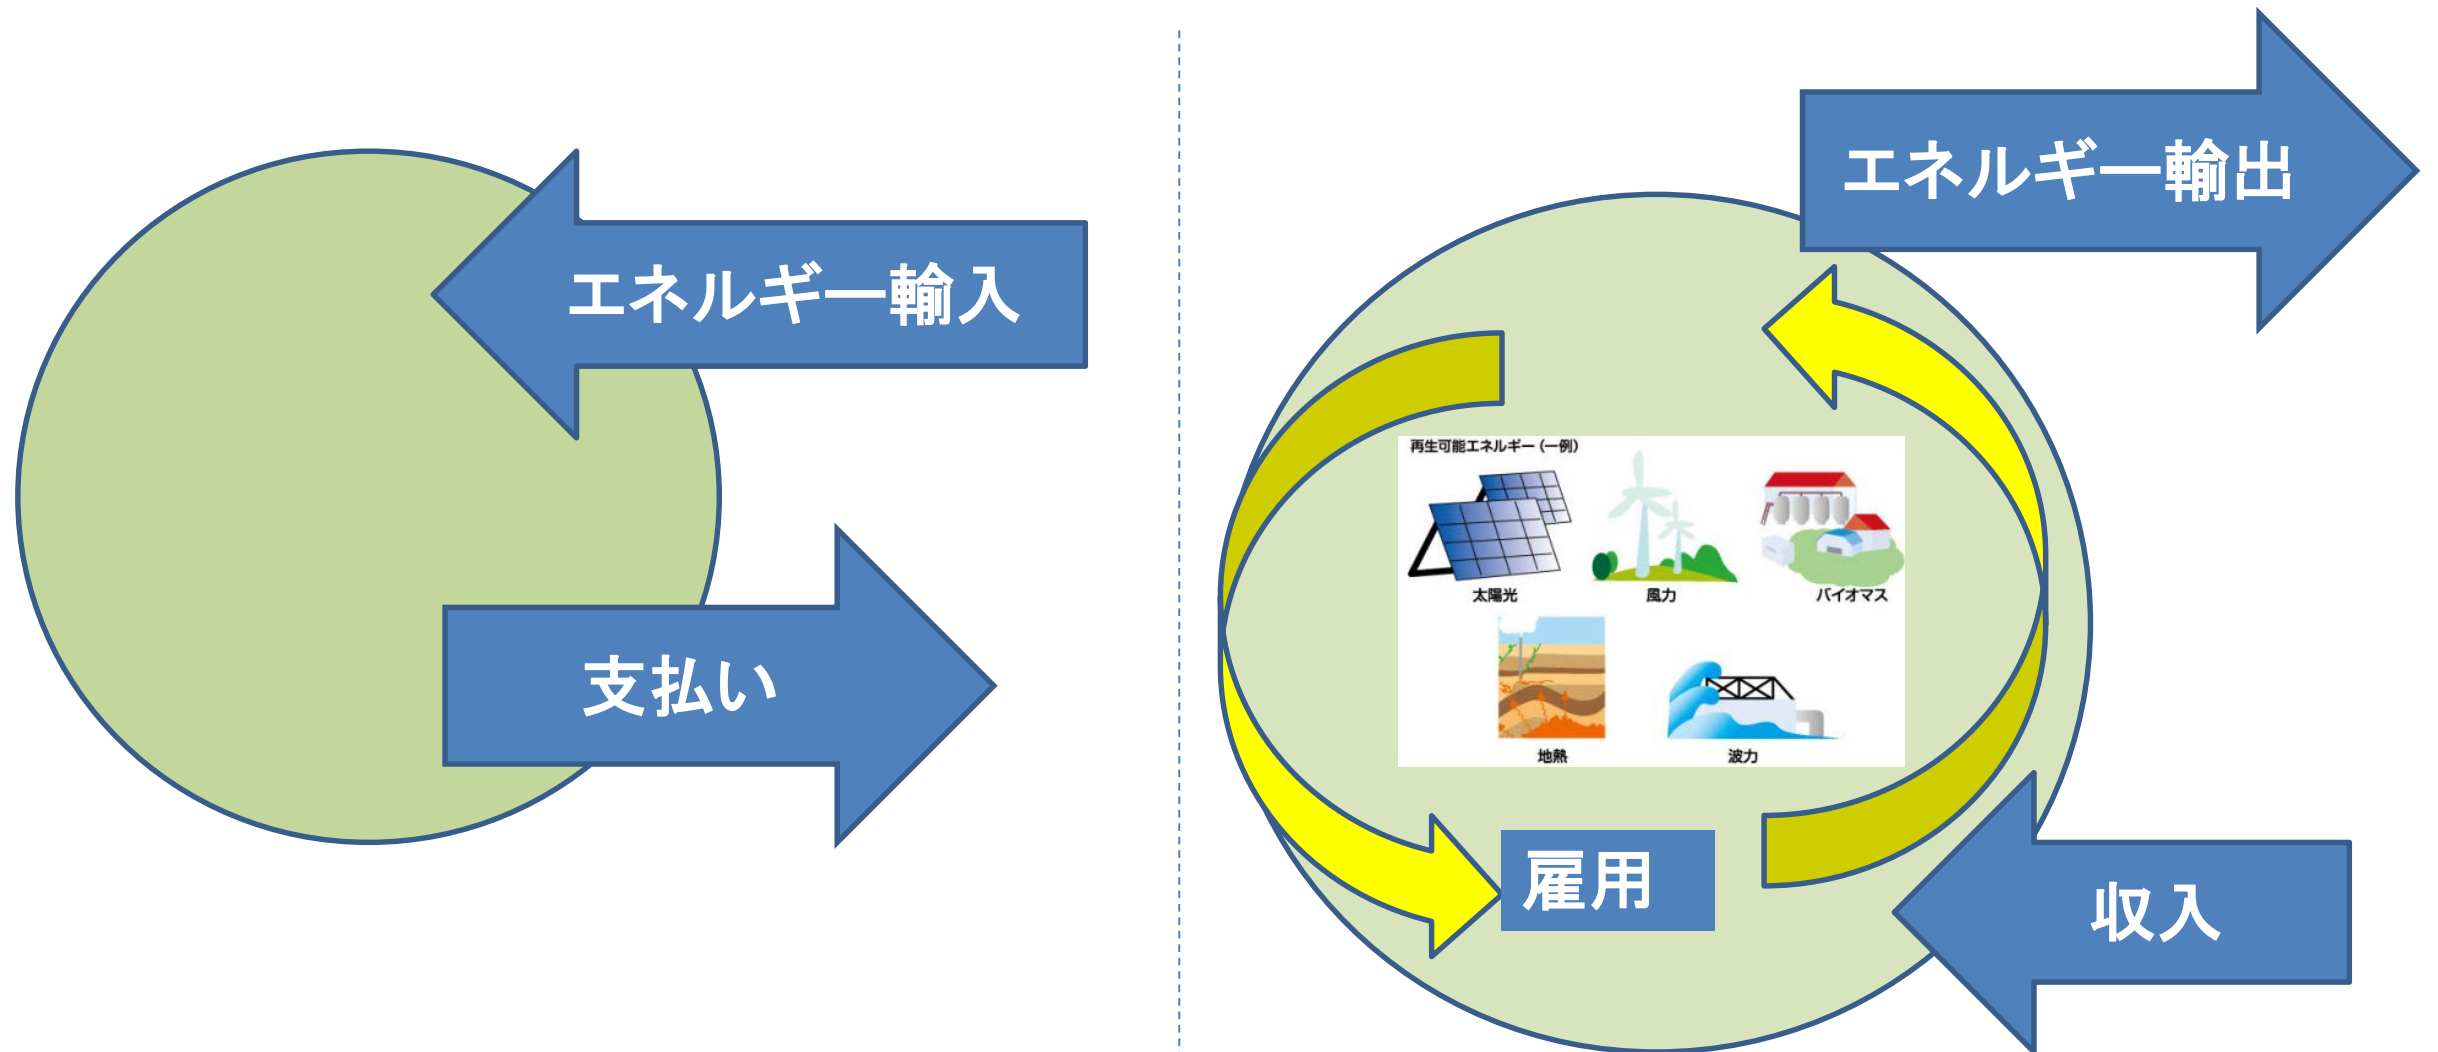 エネルギー輸入
支払い
エネルギー輸出
再生可能エネルギー（一例）
太陽光
風力
バイオマス
地熱
波力
雇用
収入